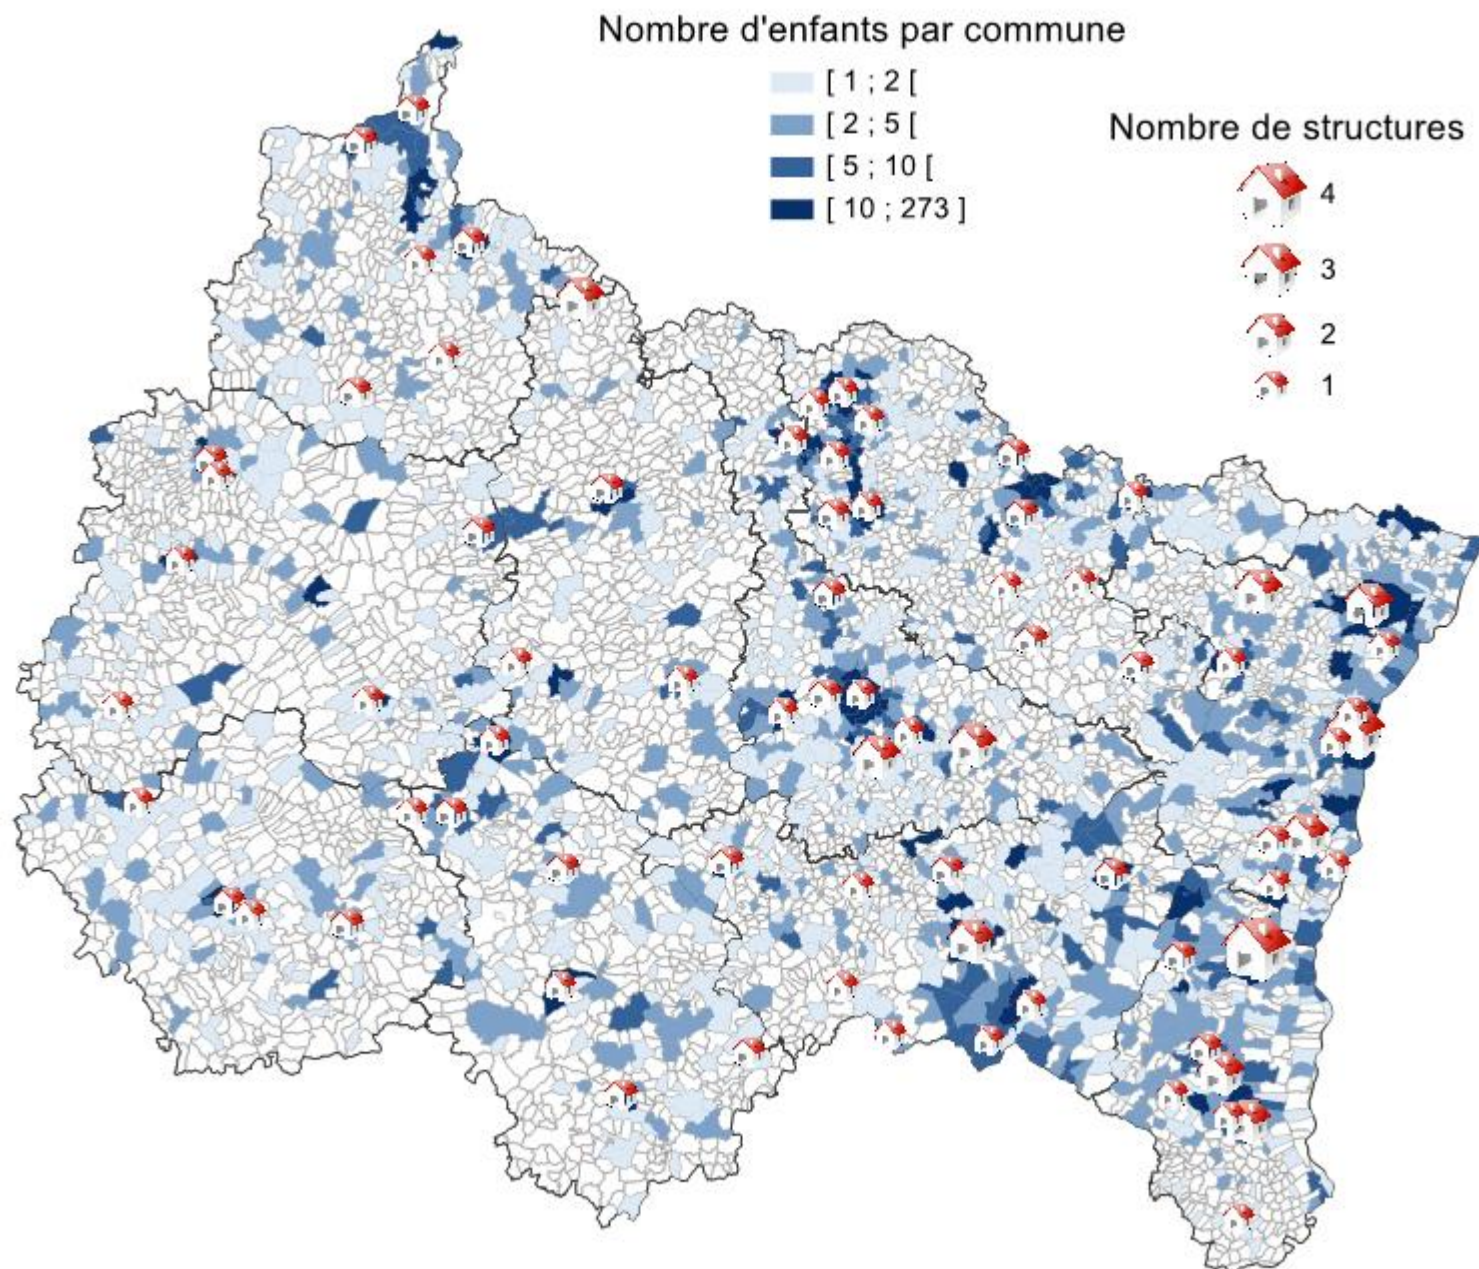 Nombre d'enfants par commune
[ 1 ; 2 [
[ 2 ; 5 [
[ 5 ; 10 [
[ 10 ; 273 ]
Nombre de structures
4
3
2
1